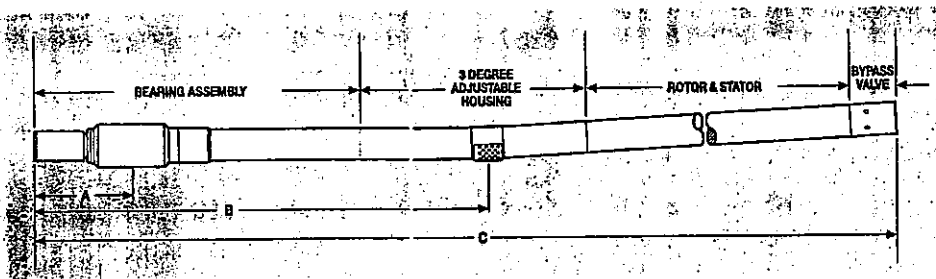 BEARING ASSEMBLY
3 DEGREE
ADJUSTABLE
HOUSING
ROTOR & STATOR
BYPASS
VALVE
A
B
C